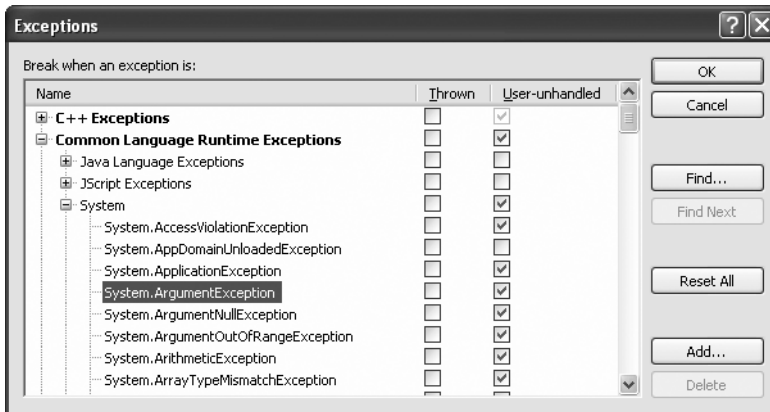 Exceptions
Break when an exception is:
Name Thrown User-unhandled
C++ Exceptions
Common Language Runtime Exceptions
Java Language Exceptions
JScript Exceptions
System
System.AccessViolationException
System.AppDomainUnloadedException
System.ApplicationException
System.ArgumentException
System.ArgumentNullException
System.ArgumentOutOfRangeException
System.ArithmeticException
System.ArrayTypeMismatchException
OK
Cancel
Find...
Find Next
Reset All
Add...
Delete